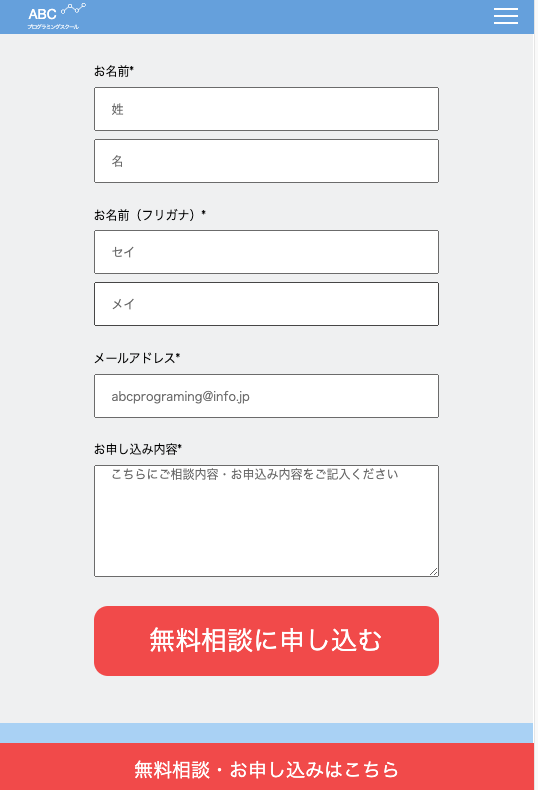 ABC
プログラミングスクール
お名前*
姓
名
お名前（フリガナ）*
セイ
メイ
メールアドレス*
abcprograming@info.jp
お申し込み内容*
こちらにご相談内容・お申込み内容をご記入ください
無料相談に申し込む
無料相談・お申し込みはこちら